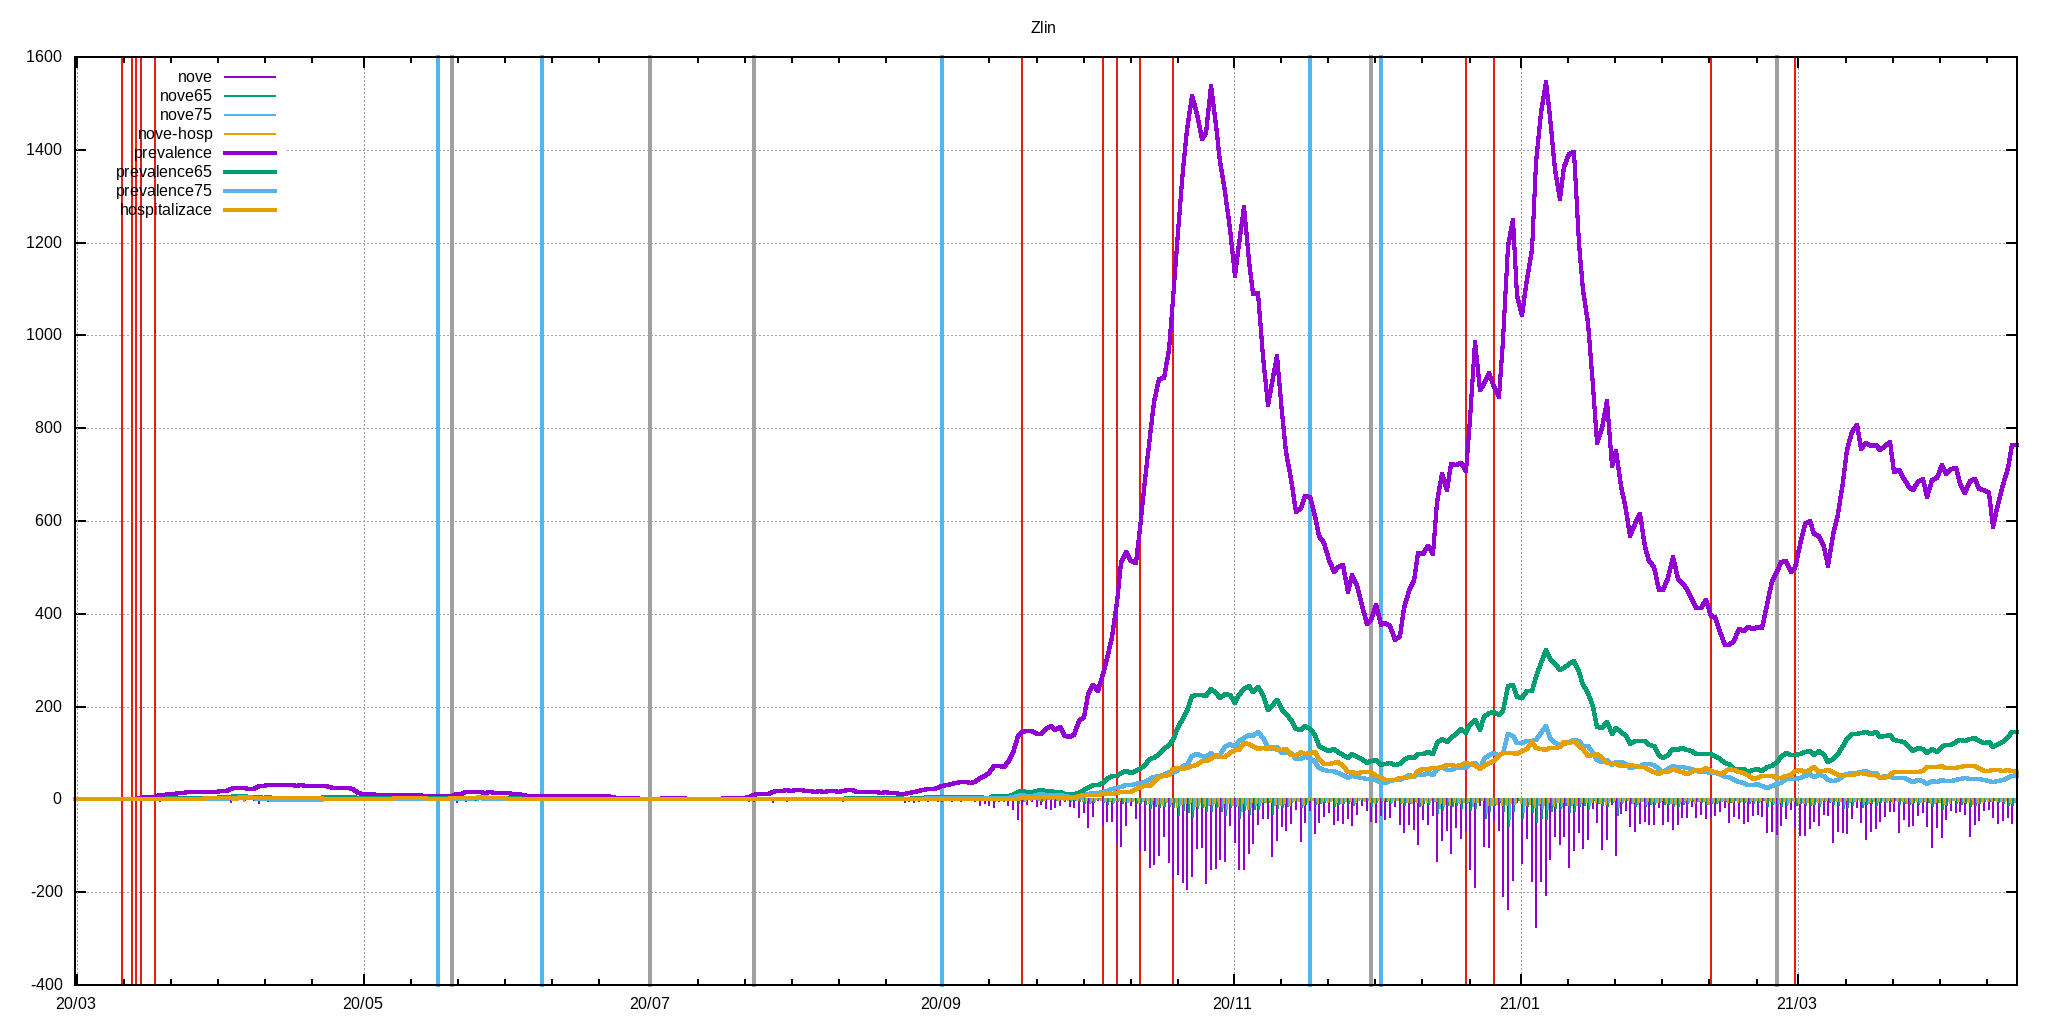 Zlin
1600
1400
1200
1000
800
600
400
200
0
-200
-400
nove
nove65
nove75
nove-hosp
prevalence
prevalence65
prevalence75
hospitalizace
20/03 20/05 20/07 20/09 20/11 21/01 21/03